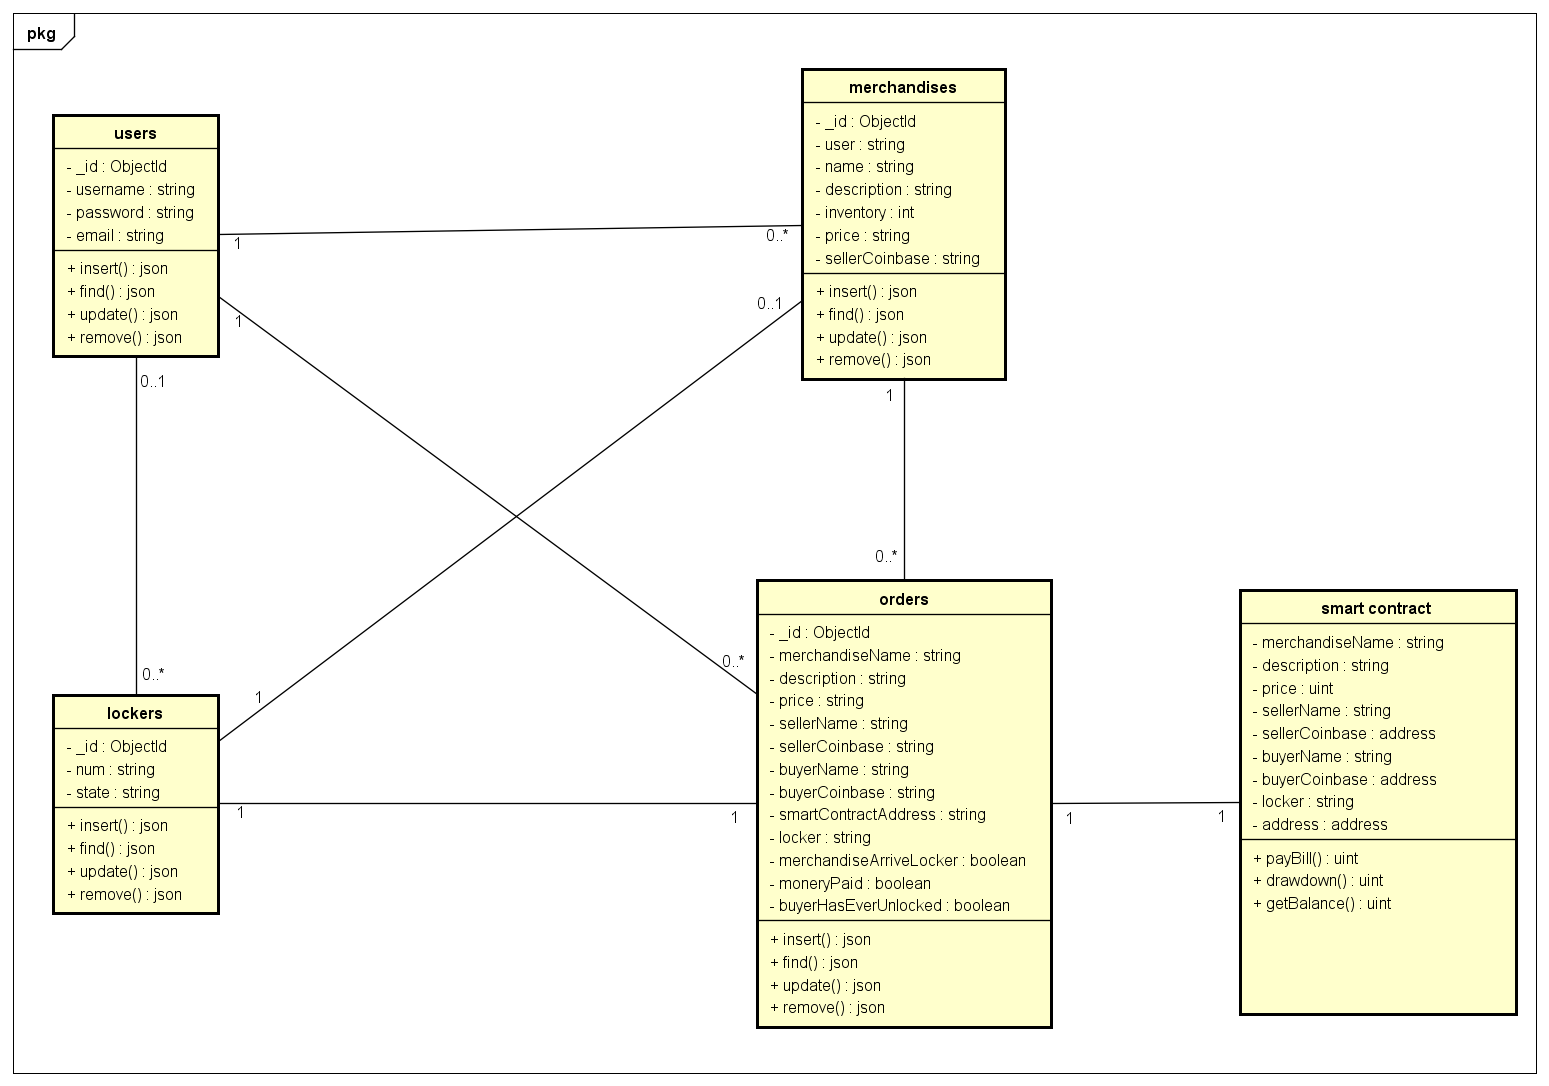 pkg
users
- _id : ObjectId
- username : string
- password : string
- email : string
+ insert() : json
+ find() : json
+ update() : json
+ remove() : json
merchandises
- _id : ObjectId
- user : string
- name : string
- description : string
- inventory : int
- price : string
- sellerCoinbase : string
+ insert() : json
+ find() : json
+ update() : json
+ remove() : json
1
0..*
1
0..1
0..1
1
0..*
0..*
0..*
1
lockers
- _id : ObjectId
- num : string
- state : string
+ insert() : json
+ find() : json
+ update() : json
+ remove() : json
1
1
orders
- _id : ObjectId
- merchandiseName : string
- description : string
- price : string
- sellerName : string
- sellerCoinbase : string
- buyerName : string
- buyerCoinbase : string
- smartContractAddress : string
- locker : string
- merchandiseArriveLocker : boolean
- moneryPaid : boolean
- buyerHasEverUnlocked : boolean
+ insert() : json
+ find() : json
+ update() : json
+ remove() : json
1
1
smart contract
- merchandiseName : string
- description : string
- price : uint
- sellerName : string
- sellerCoinbase : address
- buyerName : string
- buyerCoinbase : address
- locker : string
- address : address
+ payBill() : uint
+ drawdown() : uint
+ getBalance() : uint